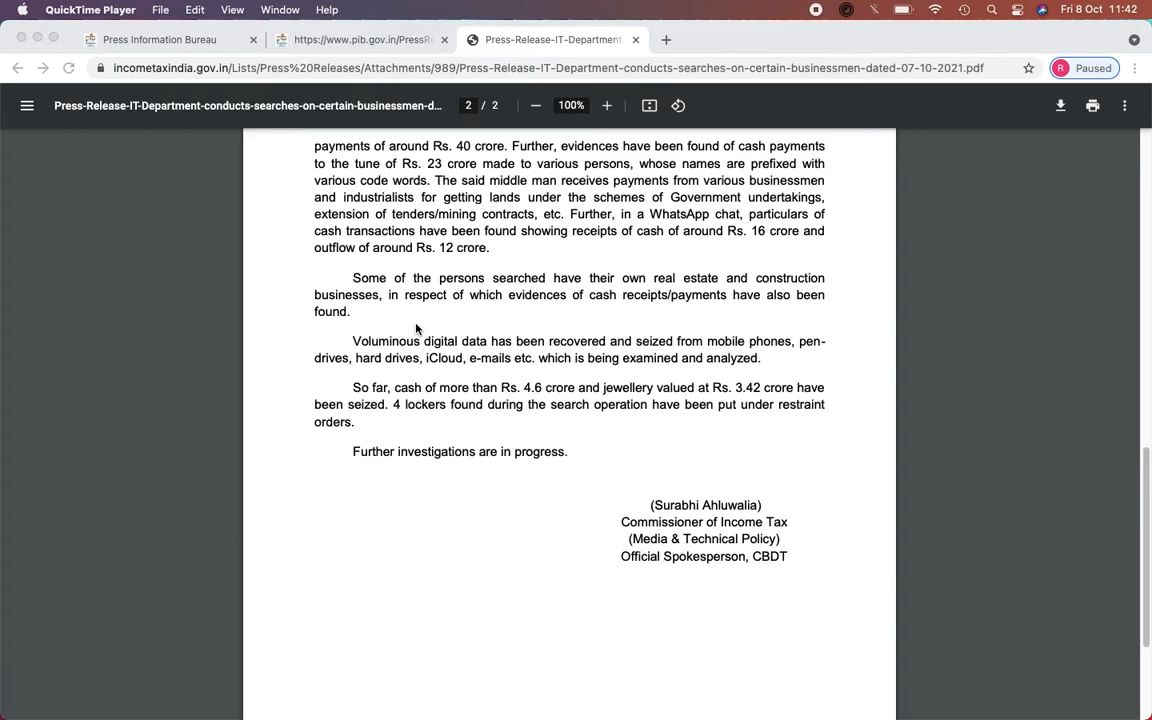 QuickTime Player File Edit View Window Help Fri 8 Oct 11:42
Press Information Bureau https://www.pib.gov.in/PressRe Press-Release-IT-Department-
incometaxindia.gov.in/Lists/Press%20Releases/Attachments/989/Press-Release-IT-Department-conducts-searches-on-certain-businessmen-dated-07-10-2021.pdf R Paused
Press-Release-IT-Department-conducts-searches-on-certain-businessmen-d... 2 / 2 100%
payments of around Rs. 40 crore. Further, evidences have been found of cash payments
to the tune of Rs. 23 crore made to various persons, whose names are prefixed with
various code words. The said middle man receives payments from various businessmen
and industrialists for getting lands under the schemes of Government undertakings,
extension of tenders/mining contracts, etc. Further, in a WhatsApp chat, particulars of
cash transactions have been found showing receipts of cash of around Rs. 16 crore and
outflow of around Rs. 12 crore.
Some of the persons searched have their own real estate and construction
businesses, in respect of which evidences of cash receipts/payments have also been
found.
Voluminous digital data has been recovered and seized from mobile phones, pen-
drives, hard drives, iCloud, e-mails etc. which is being examined and analyzed.
So far, cash of more than Rs. 4.6 crore and jewellery valued at Rs. 3.42 crore have
been seized. 4 lockers found during the search operation have been put under restraint
orders.
Further investigations are in progress.
(Surabhi Ahluwalia)
Commissioner of Income Tax
(Media & Technical Policy)
Official Spokesperson, CBDT